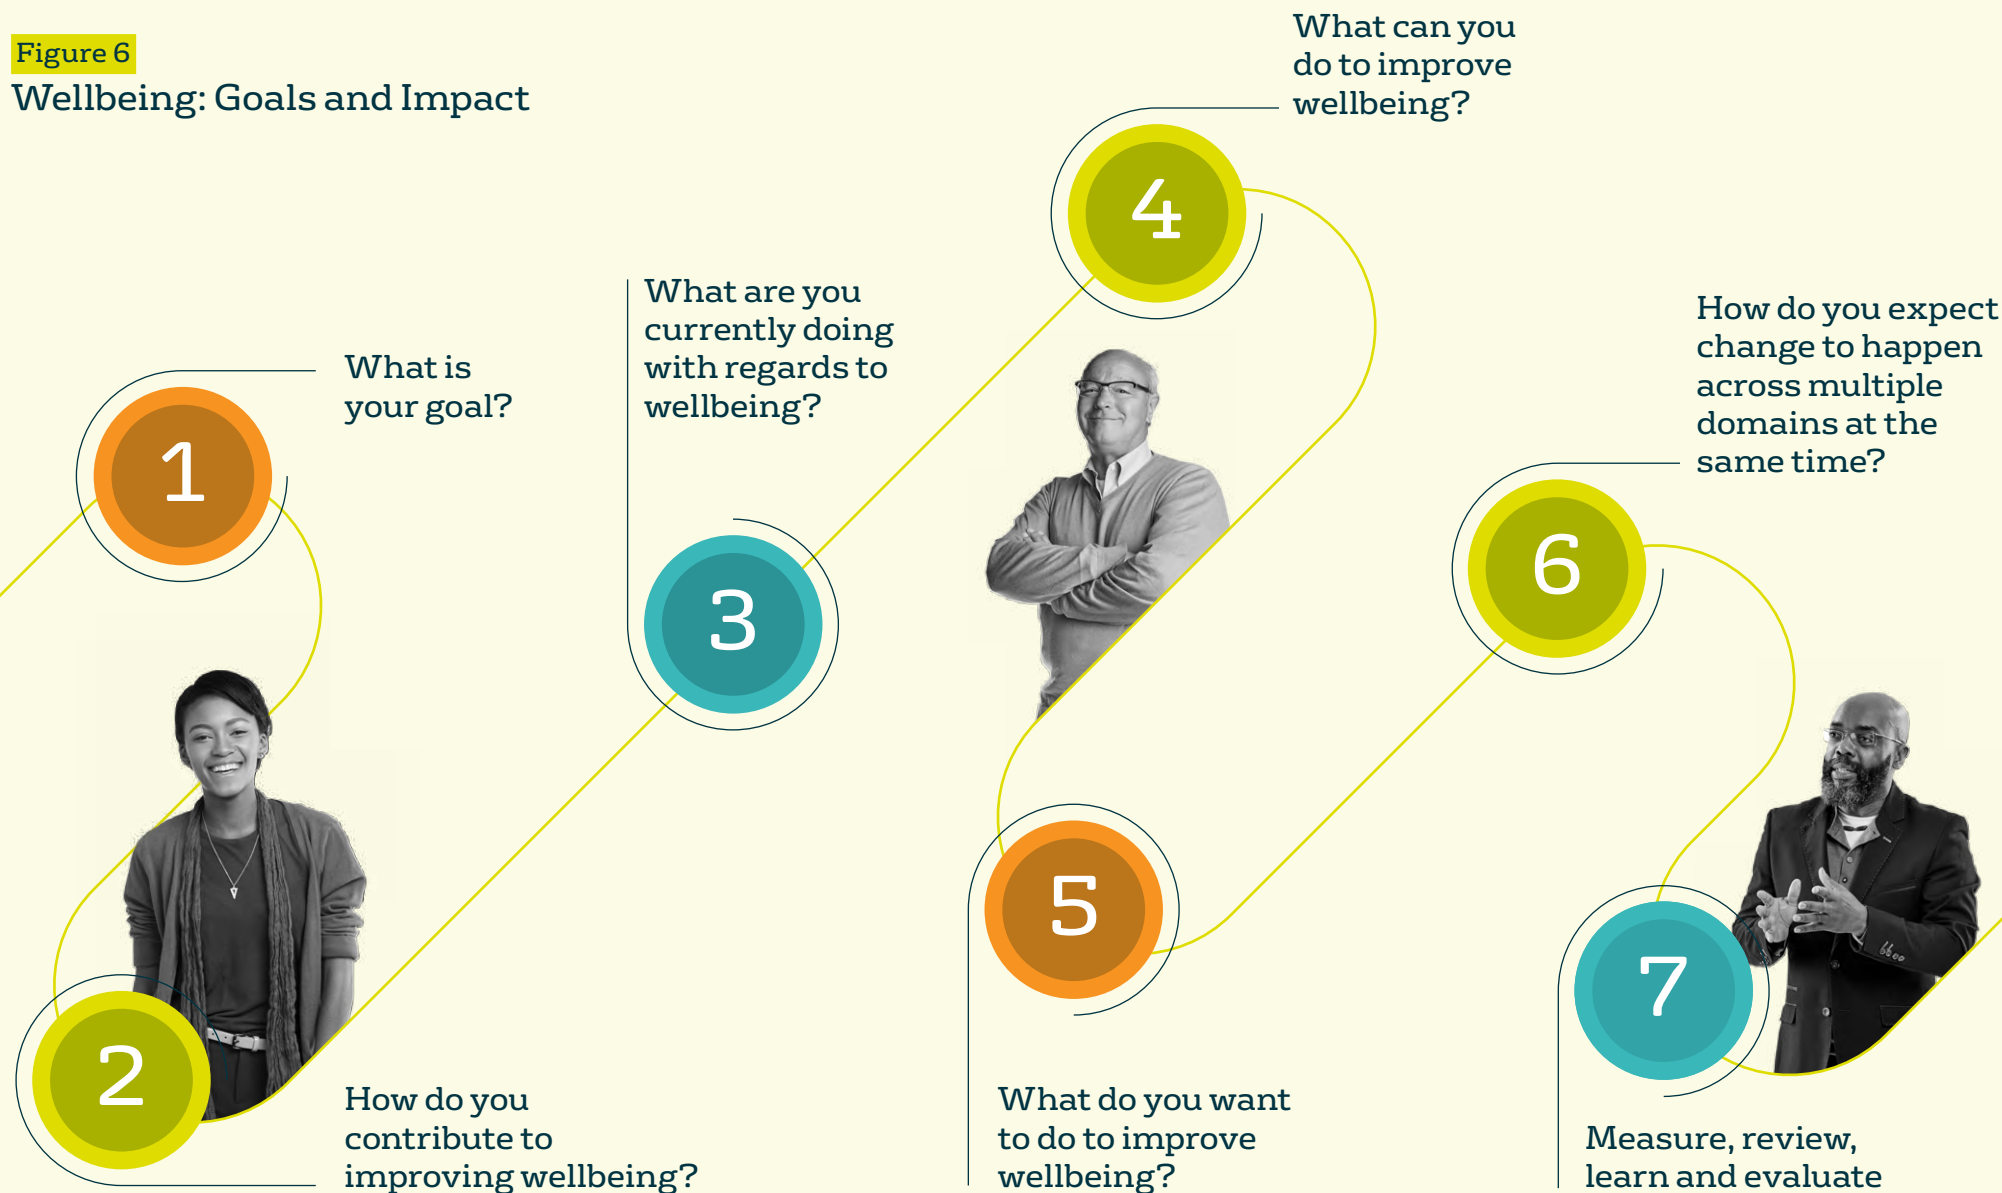 Figure 6
Wellbeing: Goals and Impact
1
What is
your goal?
2
How do you
contribute to
improving wellbeing?
3
What are you
currently doing
with regards to
wellbeing?
4
What can you
do to improve
wellbeing?
5
What do you want
to do to improve
wellbeing?
6
How do you expect
change to happen
across multiple
domains at the
same time?
7
Measure, review,
learn and evaluate